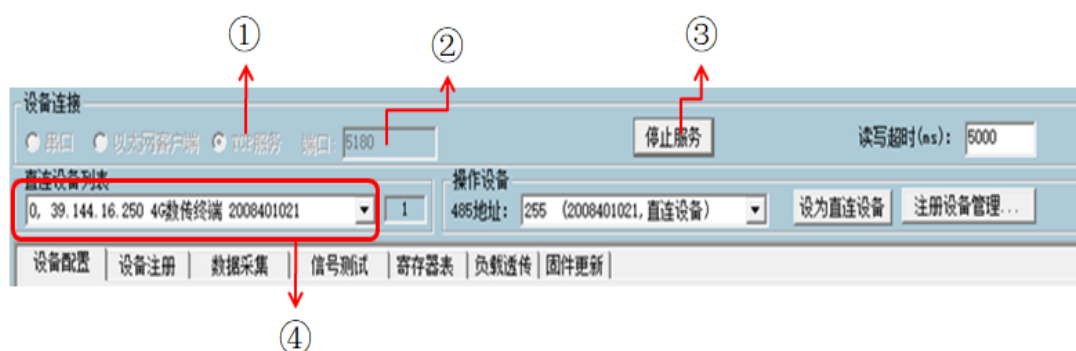 ① ② ③
设备连接
串口 以太网客户端 TCP服务 端口: 5180 停止服务 读写超时(ms): 5000
直连设备列表 操作设备
0, 39.144.16.250 4G数传终端 2008401021 1 485地址: 255 (2008401021,直连设备) 设为直连设备 注册设备管理...
设备配置 设备注册 数据采集 信号测试 寄存器表 负载透传 固件更新
④